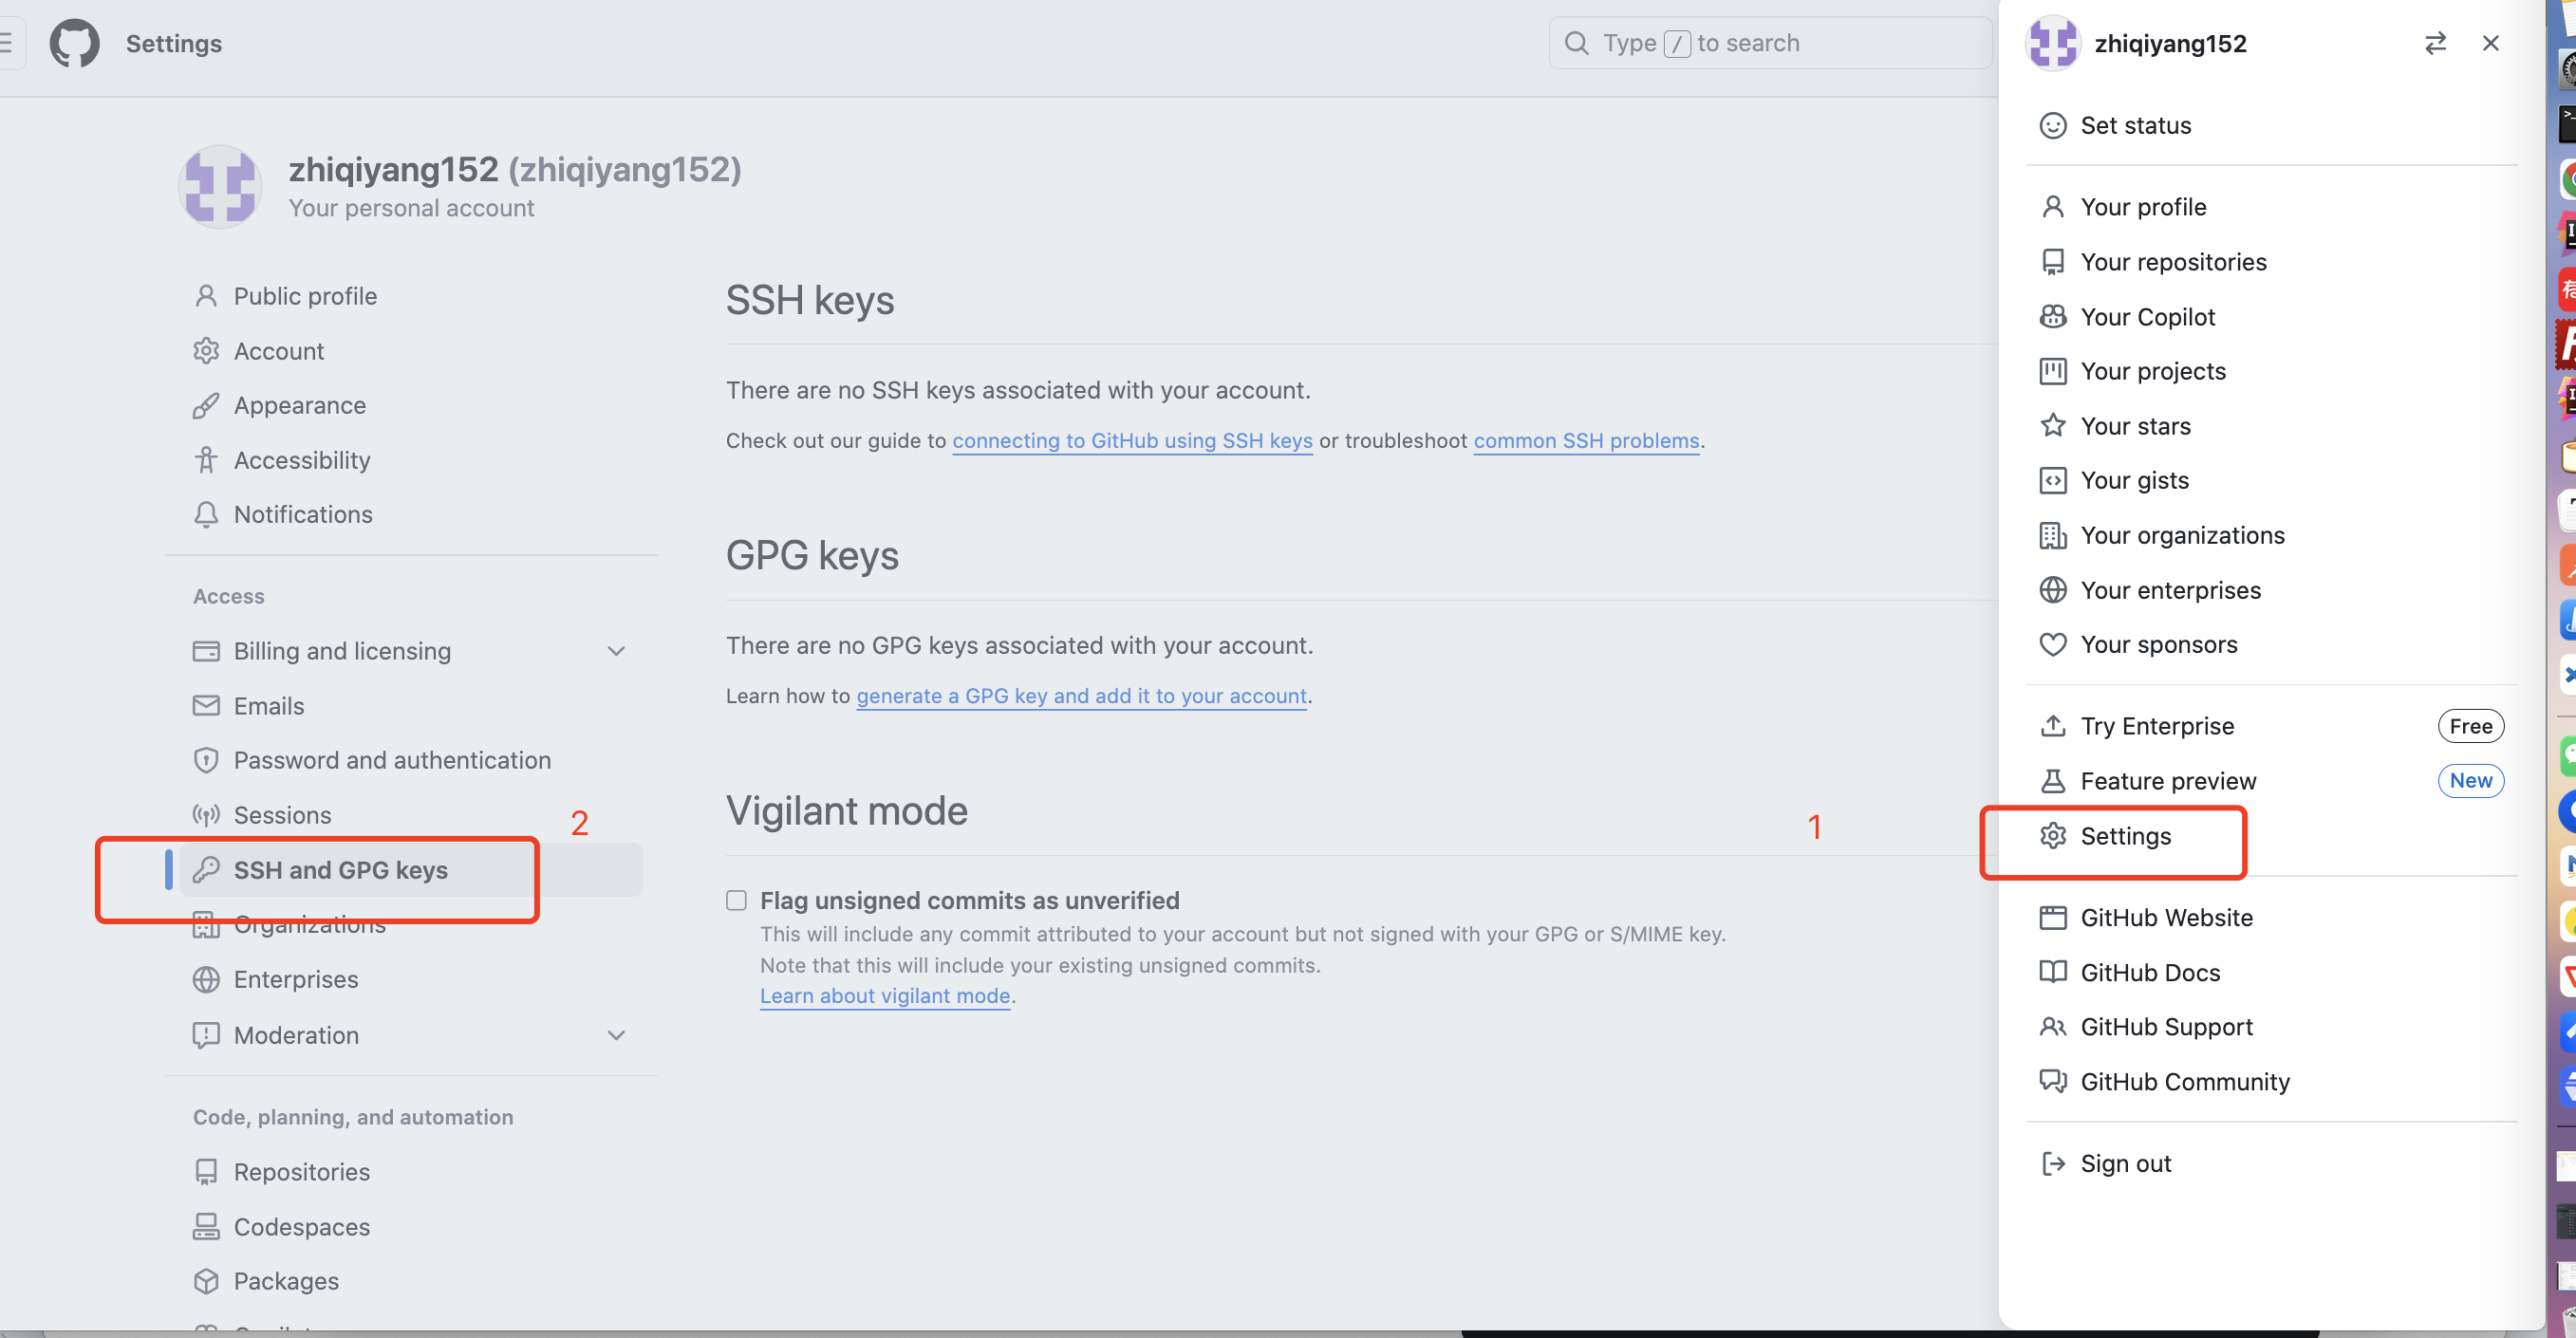 Settings
Type / to search
zhiqiyang152 (zhiqiyang152)
Your personal account
Public profile
Account
Appearance
Accessibility
Notifications
Access
Billing and licensing
Emails
Password and authentication
Sessions
2
SSH and GPG keys
Organizations
Enterprises
Moderation
Code, planning, and automation
Repositories
Codespaces
Packages
SSH keys
There are no SSH keys associated with your account.
Check out our guide to connecting to GitHub using SSH keys or troubleshoot common SSH problems.
GPG keys
There are no GPG keys associated with your account.
Learn how to generate a GPG key and add it to your account.
Vigilant mode
1
Flag unsigned commits as unverified
This will include any commit attributed to your account but not signed with your GPG or S/MIME key.
Note that this will include your existing unsigned commits.
Learn about vigilant mode.
zhiqiyang152
Set status
Your profile
Your repositories
Your Copilot
Your projects
Your stars
Your gists
Your organizations
Your enterprises
Your sponsors
Try Enterprise Free
Feature preview New
Settings
GitHub Website
GitHub Docs
GitHub Support
GitHub Community
Sign out